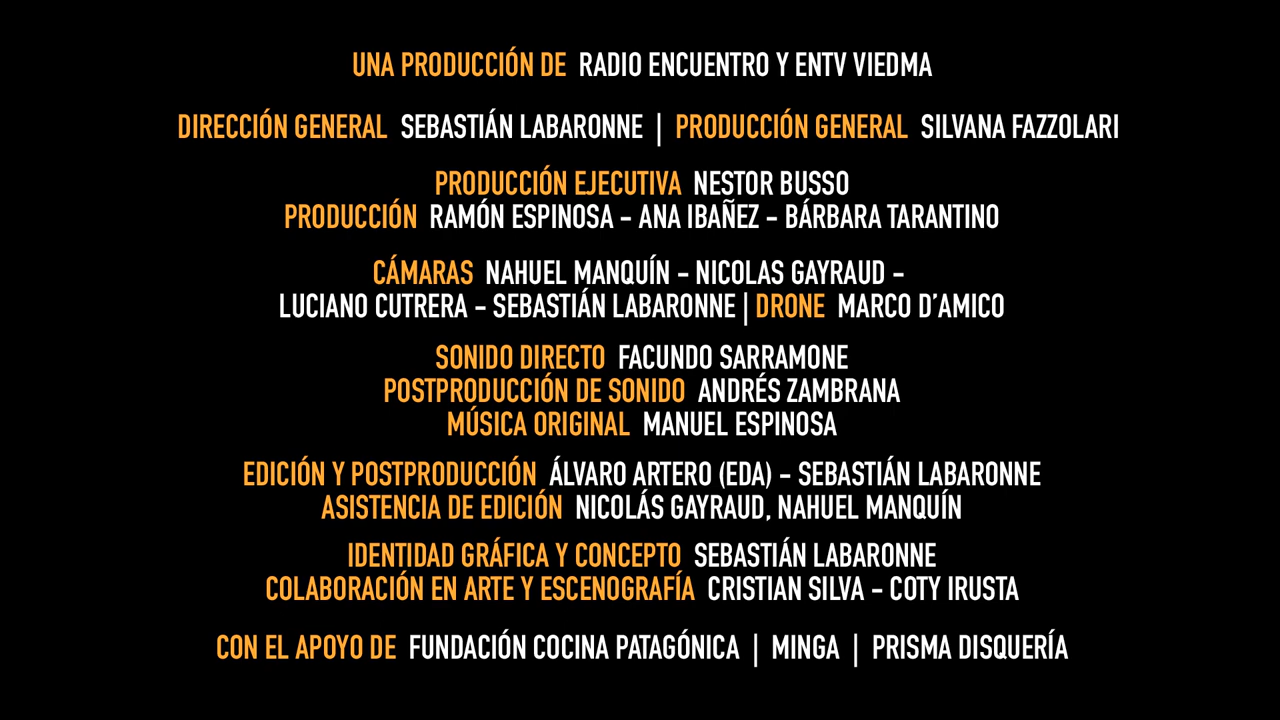 UNA PRODUCCIÓN DE RADIO ENCUENTRO Y ENTV VIEDMA
DIRECCIÓN GENERAL SEBASTIÁN LABARONNE | PRODUCCIÓN GENERAL SILVANA FAZZOLARI
PRODUCCIÓN EJECUTIVA NESTOR BUSSO
PRODUCCIÓN RAMÓN ESPINOSA - ANA IBAÑEZ - BÁRBARA TARANTINO
CÁMARAS NAHUEL MANQUÍN - NICOLAS GAYRAUD -
LUCIANO CUTRERA - SEBASTIÁN LABARONNE | DRONE MARCO D'AMICO
SONIDO DIRECTO FACUNDO SARRAMONE
POSTPRODUCCIÓN DE SONIDO ANDRÉS ZAMBRANA
MÚSICA ORIGINAL MANUEL ESPINOSA
EDICIÓN Y POSTPRODUCCIÓN ÁLVARO ARTERO (EDA) - SEBASTIÁN LABARONNE
ASISTENCIA DE EDICIÓN NICOLÁS GAYRAUD, NAHUEL MANQUÍN
IDENTIDAD GRÁFICA Y CONCEPTO SEBASTIÁN LABARONNE
COLABORACIÓN EN ARTE Y ESCENOGRAFÍA CRISTIAN SILVA - COTY IRUSTA
CON EL APOYO DE FUNDACIÓN COCINA PATAGÓNICA | MINGA | PRISMA DISQUERÍA